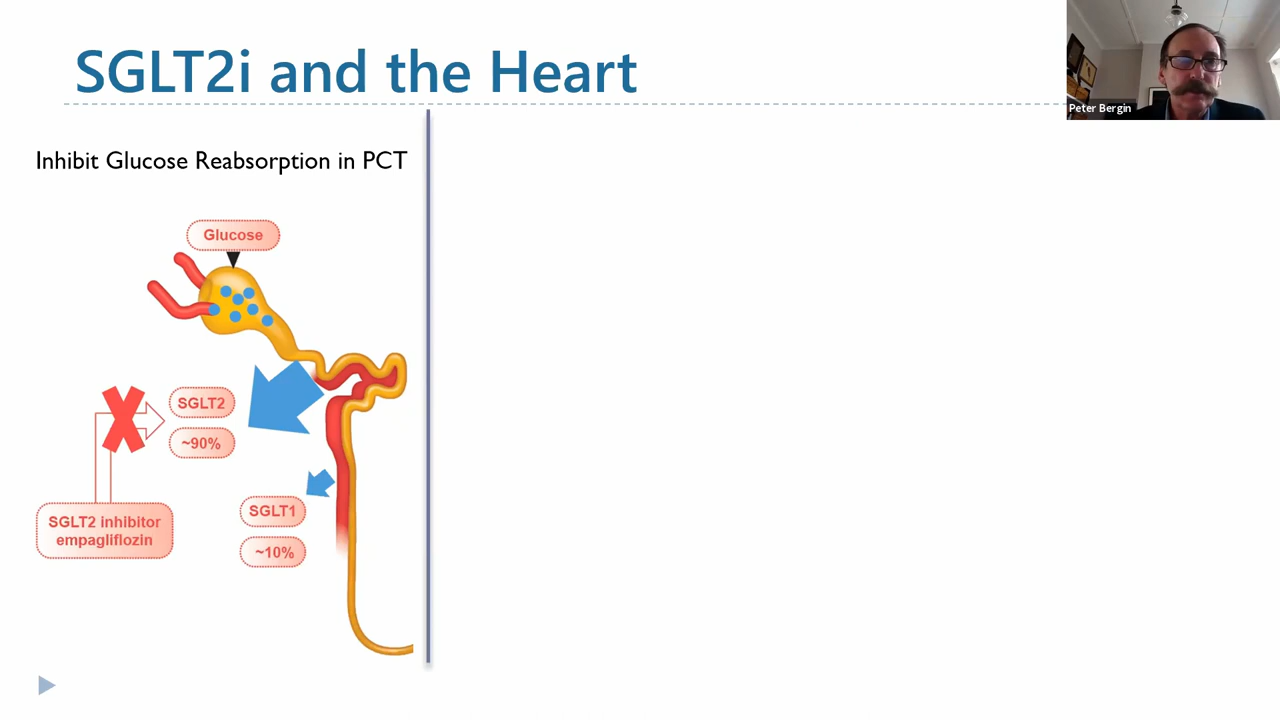 SGLT2i and the Heart
Peter Bergin
Inhibit Glucose Reabsorption in PCT
Glucose
SGLT2
~90%
SGLT1
~10%
SGLT2 inhibitor
empagliflozin